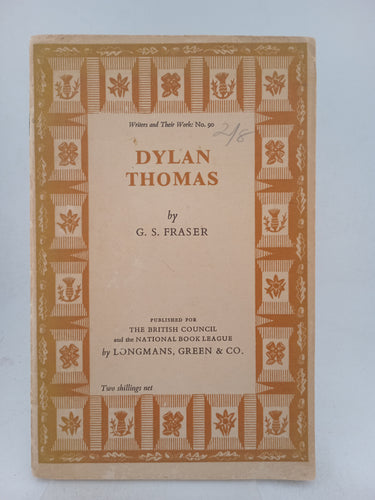 Writers and Their Work: No. 90
2/8
DYLAN
THOMAS
by
G. S. FRASER
PUBLISHED FOR
THE BRITISH COUNCIL
and the NATIONAL BOOK LEAGUE
by LONGMANS, GREEN & CO.
Two shillings net